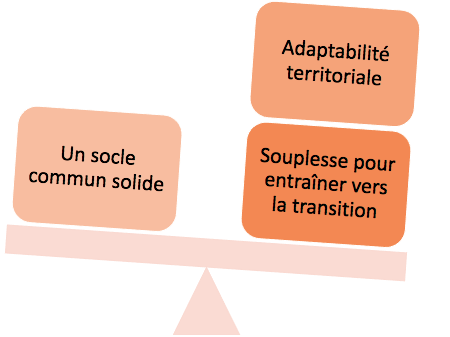 Adaptabilité
territoriale
Un socle
commun solide
Souplesse pour
entraîner vers
la transition